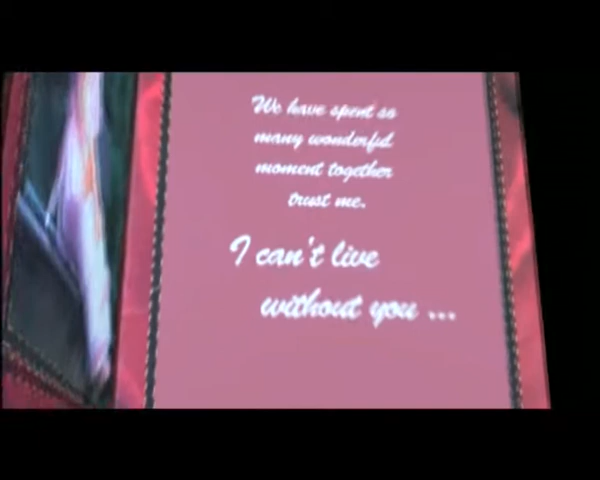 We have spent so
many wonderful
moment together
trust me.
I can't live
without you ...